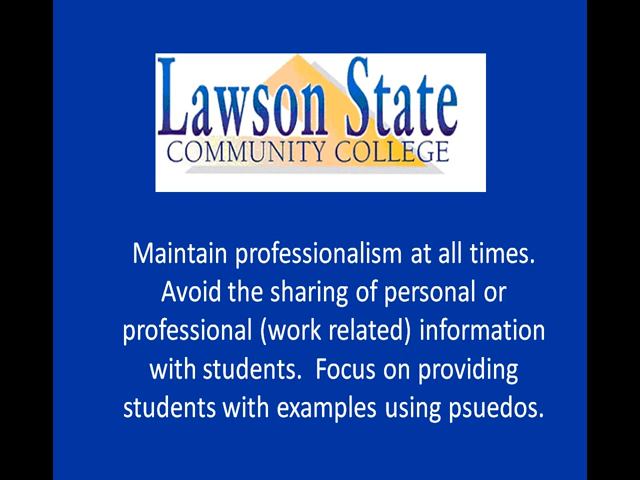 Lawson State
COMMUNITY COLLEGE
Maintain professionalism at all times.
Avoid the sharing of personal or
professional (work related) information
with students.  Focus on providing
students with examples using psuedos.